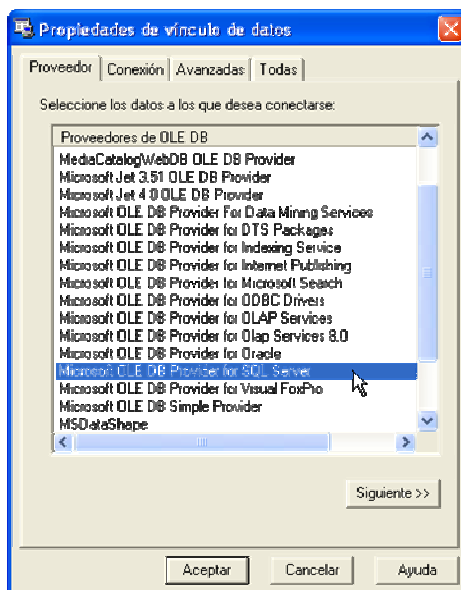 Propiedades de vínculo de datos
Proveedor Conexión Avanzadas Todas
Seleccione los datos a los que desea conectarse:
Proveedores de OLE DB
MediaCatalogWebDB OLE DB Provider
Microsoft Jet 3.51 OLE DB Provider
Microsoft Jet 4.0 OLE DB Provider
Microsoft OLE DB Provider For Data Mining Services
Microsoft OLE DB Provider for DTS Packages
Microsoft OLE DB Provider for Indexing Service
Microsoft OLE DB Provider for Internet Publishing
Microsoft OLE DB Provider for Microsoft Search
Microsoft OLE DB Provider for ODBC Drivers
Microsoft OLE DB Provider for OLAP Services
Microsoft OLE DB Provider for Olap Services 8.0
Microsoft OLE DB Provider for Oracle
Microsoft OLE DB Provider for SQL Server
Microsoft OLE DB Provider for Visual FoxPro
Microsoft OLE DB Simple Provider
MSDataShape
Siguiente >>
Aceptar Cancelar Ayuda